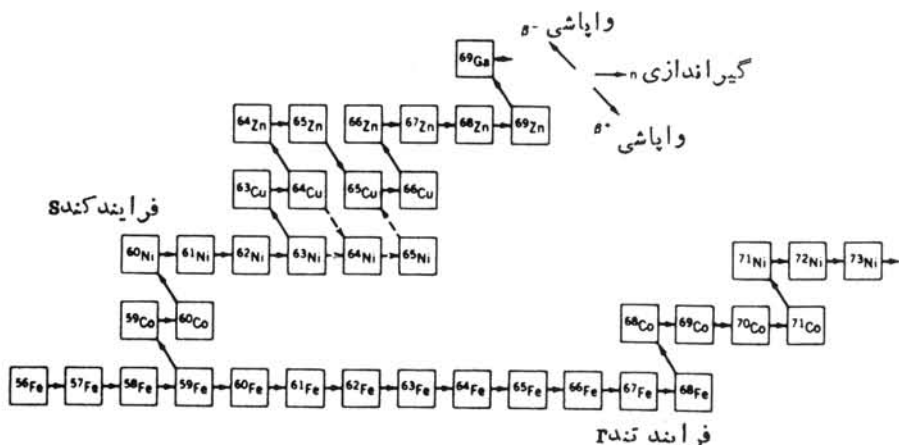 واپاشی β⁻
⁶⁹Ga
گیراندازی n
⁶⁴Zn ⁶⁵Zn ⁶⁶Zn ⁶⁷Zn ⁶⁸Zn ⁶⁹Zn
واپاشی β⁺
⁶³Cu ⁶⁴Cu ⁶⁵Cu ⁶⁶Cu
فرایند کند s
⁶⁰Ni ⁶¹Ni ⁶²Ni ⁶³Ni ⁶⁴Ni ⁶⁵Ni ⁷¹Ni ⁷²Ni ⁷³Ni
⁵⁹Co ⁶⁰Co ⁶⁸Co ⁶⁹Co ⁷⁰Co ⁷¹Co
⁵⁶Fe ⁵⁷Fe ⁵⁸Fe ⁵⁹Fe ⁶⁰Fe ⁶¹Fe ⁶²Fe ⁶³Fe ⁶⁴Fe ⁶⁵Fe ⁶⁶Fe ⁶⁷Fe ⁶⁸Fe
فرایند تند r